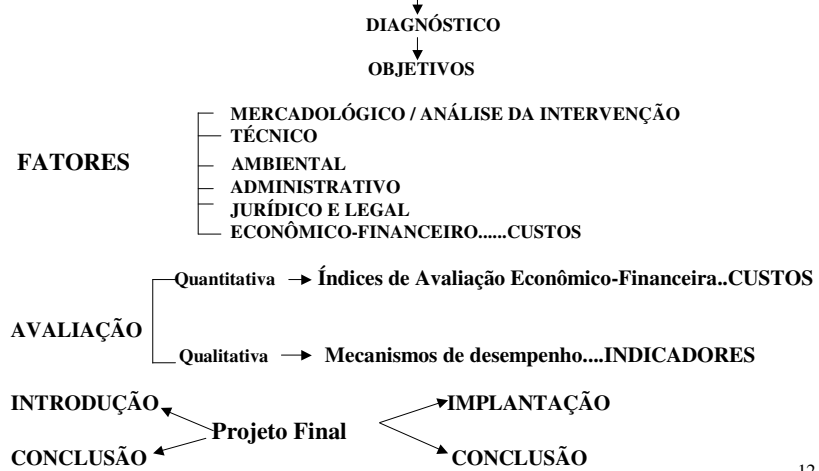 DIAGNÓSTICO
OBJETIVOS
FATORES
MERCADOLÓGICO / ANÁLISE DA INTERVENÇÃO
TÉCNICO
AMBIENTAL
ADMINISTRATIVO
JURÍDICO E LEGAL
ECONÔMICO-FINANCEIRO......CUSTOS
AVALIAÇÃO
Quantitativa Índices de Avaliação Econômico-Financeira..CUSTOS
Qualitativa Mecanismos de desempenho....INDICADORES
INTRODUÇÃO IMPLANTAÇÃO
Projeto Final
CONCLUSÃO CONCLUSÃO
12